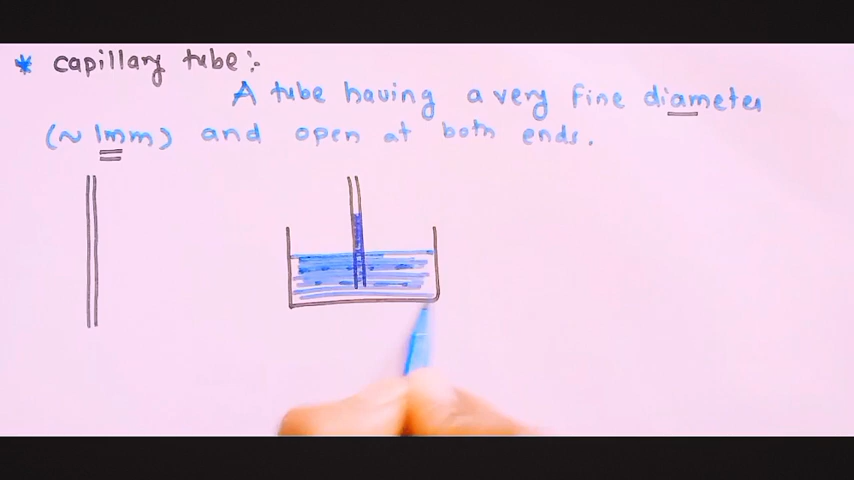 * capillary tube:-
A tube having a very fine diameter
(~ 1mm) and open at both ends.